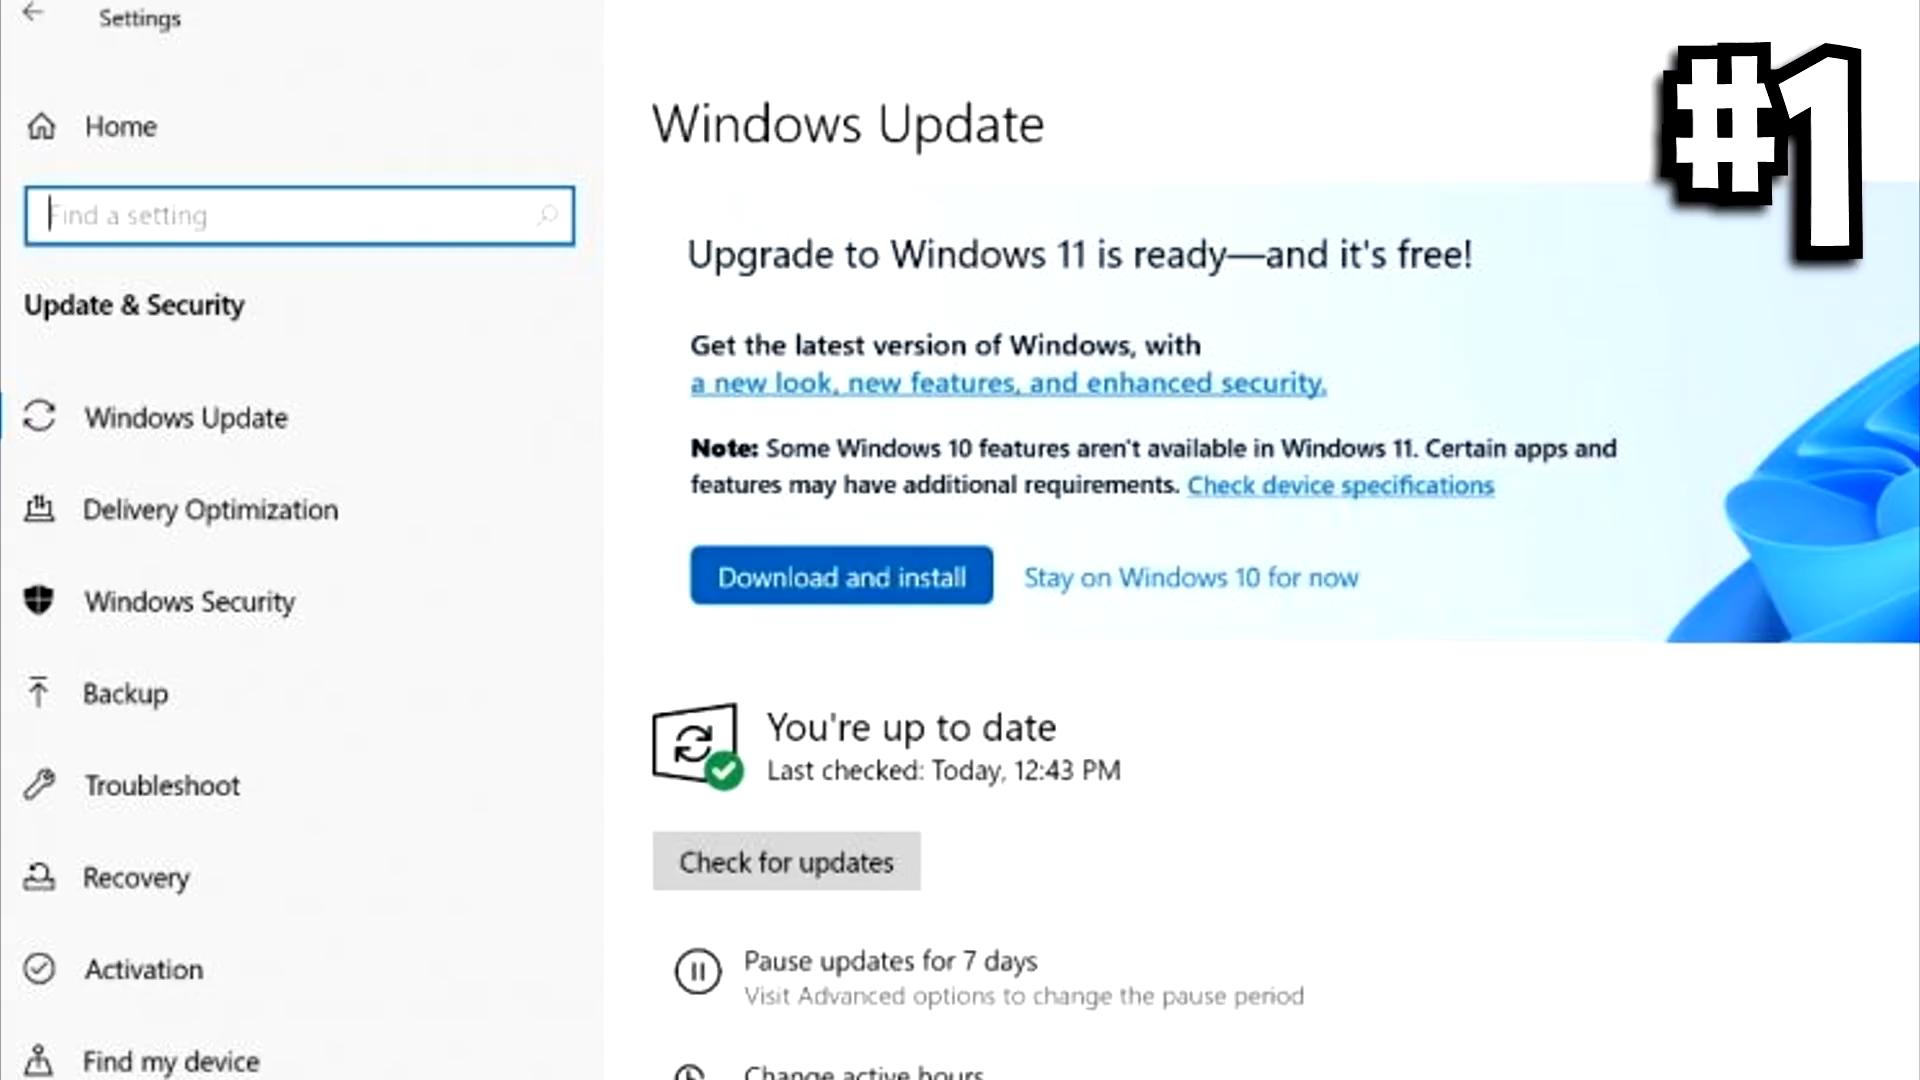 Settings
Home
Find a setting
Update & Security
Windows Update
Delivery Optimization
Windows Security
Backup
Troubleshoot
Recovery
Activation
Find my device
#1
Windows Update
Upgrade to Windows 11 is ready—and it's free!
Get the latest version of Windows, with
a new look, new features, and enhanced security.
Note: Some Windows 10 features aren't available in Windows 11. Certain apps and
features may have additional requirements. Check device specifications
Download and install
Stay on Windows 10 for now
You're up to date
Last checked: Today, 12:43 PM
Check for updates
Pause updates for 7 days
Visit Advanced options to change the pause period
Change active hours